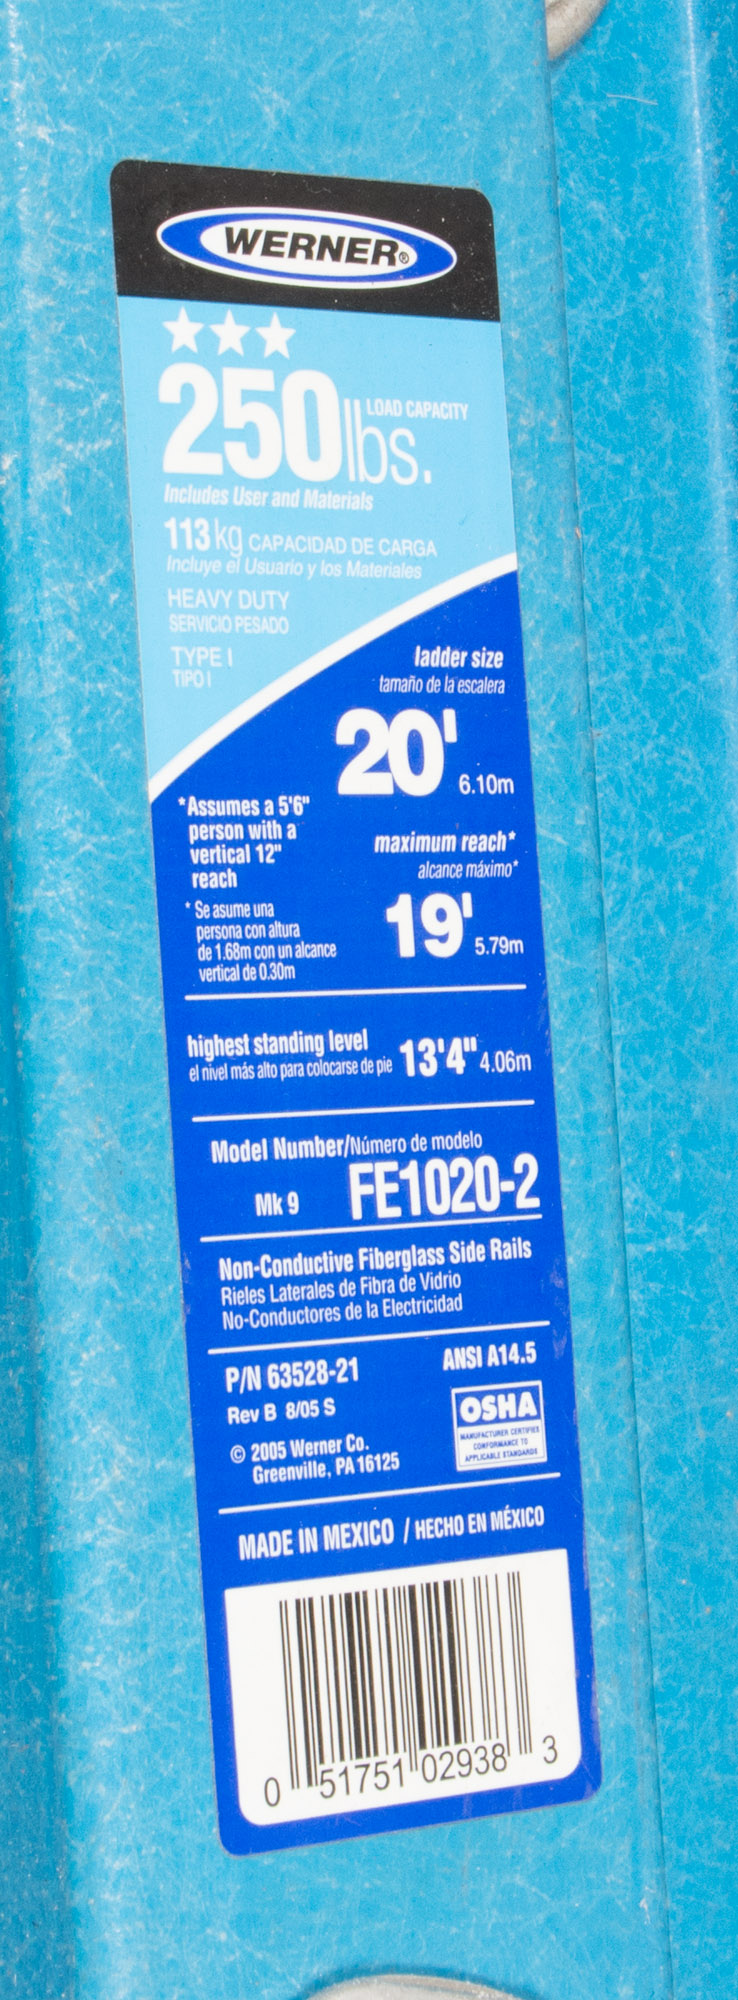 WERNER®
LOAD CAPACITY
250 lbs.
Includes User and Materials
113 kg CAPACIDAD DE CARGA
Incluye el Usuario y los Materiales
HEAVY DUTY
SERVICIO PESADO
TYPE I
TIPO I
ladder size
tamaño de la escalera
20' 6.10m
*Assumes a 5'6"
person with a
vertical 12"
reach
* Se asume una
persona con altura
de 1.68m con un alcance
vertical de 0.30m
maximum reach*
alcance máximo*
19' 5.79m
highest standing level
el nivel más alto para colocarse de pie
13'4" 4.06m
Model Number/Número de modelo
Mk 9 FE1020-2
Non-Conductive Fiberglass Side Rails
Rieles Laterales de Fibra de Vidrio
No-Conductores de la Electricidad
P/N 63528-21
Rev B 8/05 S
© 2005 Werner Co.
Greenville, PA 16125
ANSI A14.5
OSHA
MANUFACTURER CERTIFIES
CONFORMANCE TO
APPLICABLE STANDARDS
MADE IN MEXICO / HECHO EN MÉXICO
0 51751 02938 3